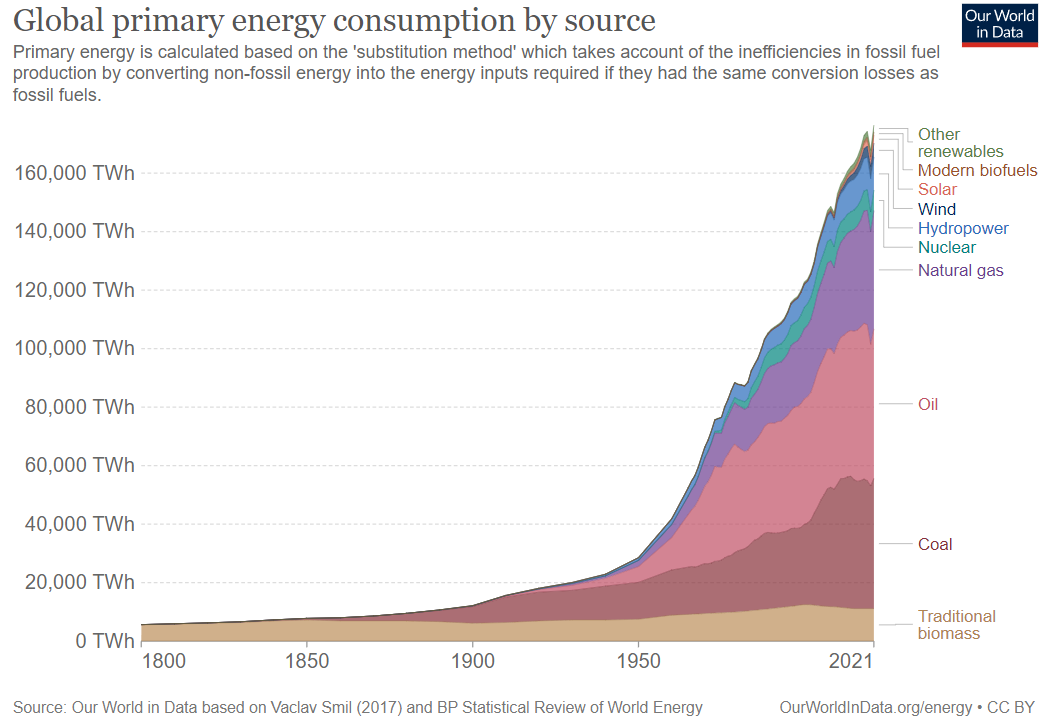 Global primary energy consumption by source
Our World
in Data
Primary energy is calculated based on the 'substitution method' which takes account of the inefficiencies in fossil fuel
production by converting non-fossil energy into the energy inputs required if they had the same conversion losses as
fossil fuels.
160,000 TWh
140,000 TWh
120,000 TWh
100,000 TWh
80,000 TWh
60,000 TWh
40,000 TWh
20,000 TWh
0 TWh
Other
renewables
Modern biofuels
Solar
Wind
Hydropower
Nuclear
Natural gas
Oil
Coal
Traditional
biomass
1800
1850
1900
1950
2021
Source: Our World in Data based on Vaclav Smil (2017) and BP Statistical Review of World Energy
OurWorldInData.org/energy • CC BY